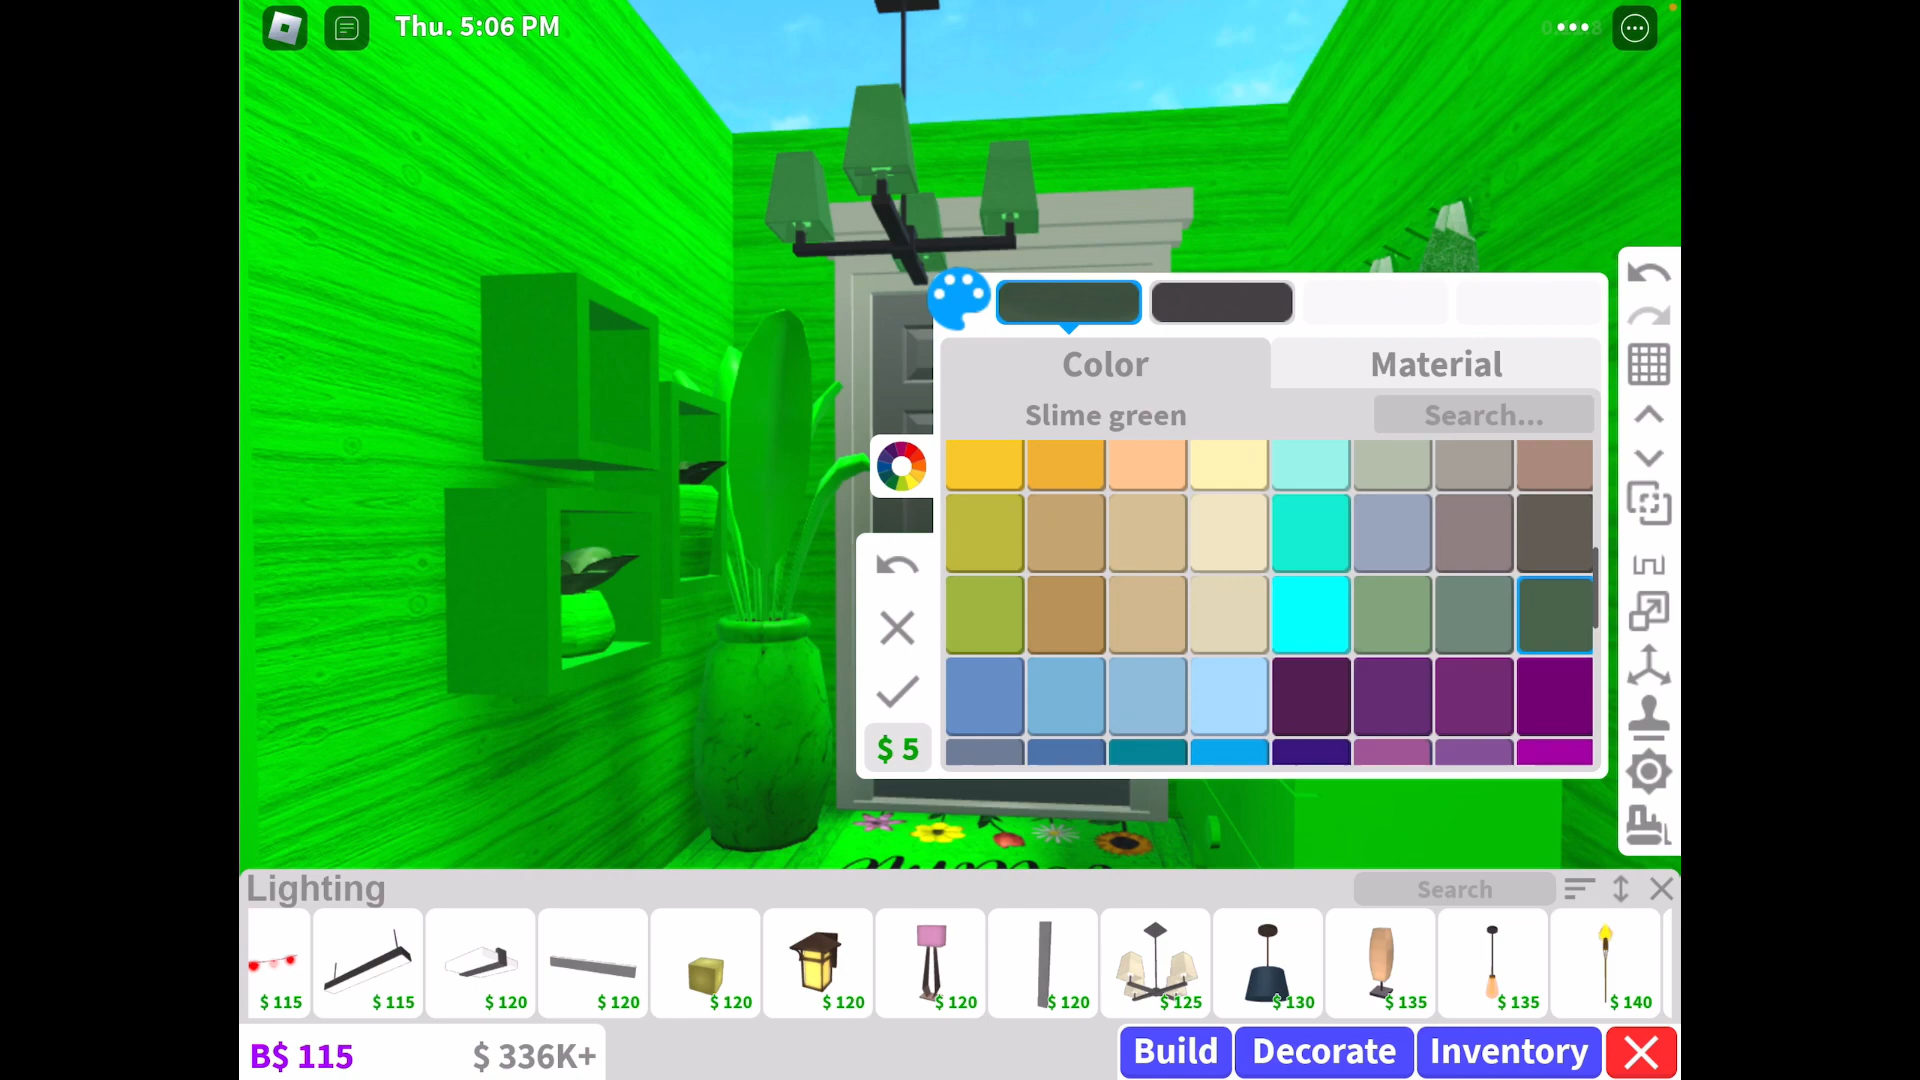 Thu. 5:06 PM
Color
Material
Slime green
Search...
$ 5
Lighting
Search
$ 115
$ 115
$ 120
$ 120
$ 120
$ 120
$ 120
$ 120
$ 125
$ 130
$ 135
$ 135
$ 140
B$ 115
$ 336K+
Build
Decorate
Inventory